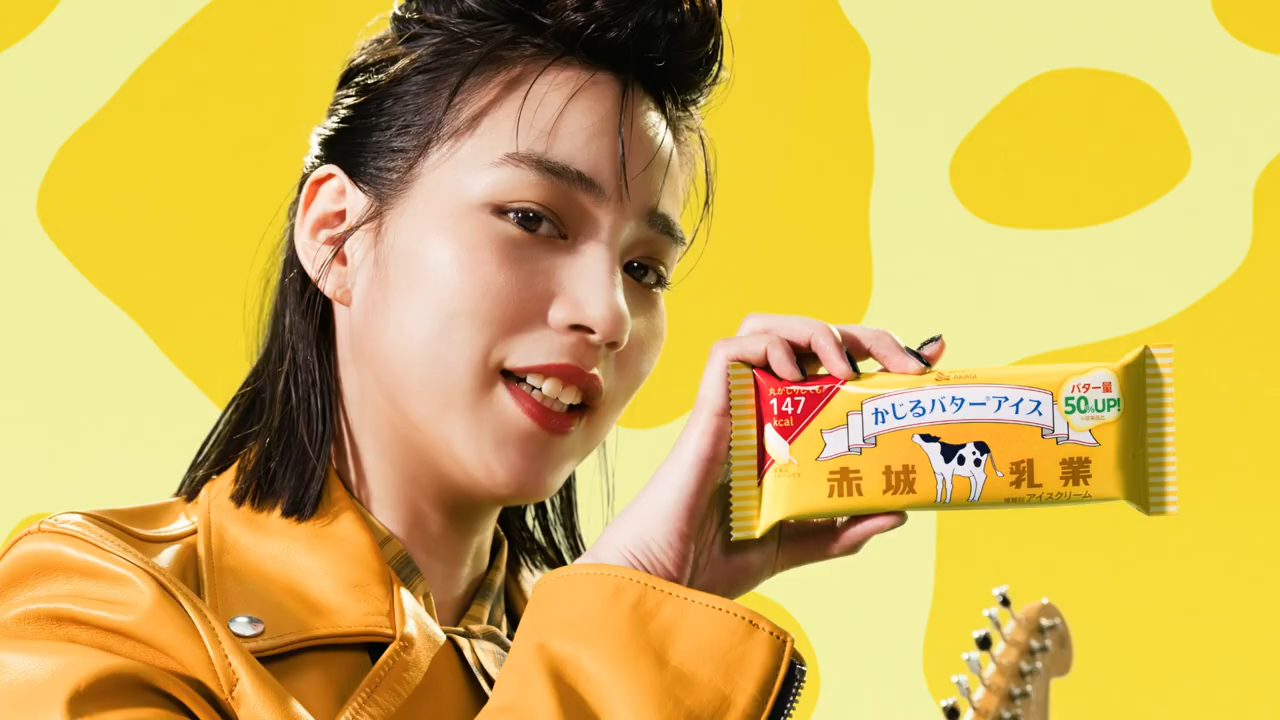 AKAGI
丸かじりしても!
147
kcal
かじるバターアイス
バター量
50%UP!
赤城 乳業
アイスクリーム